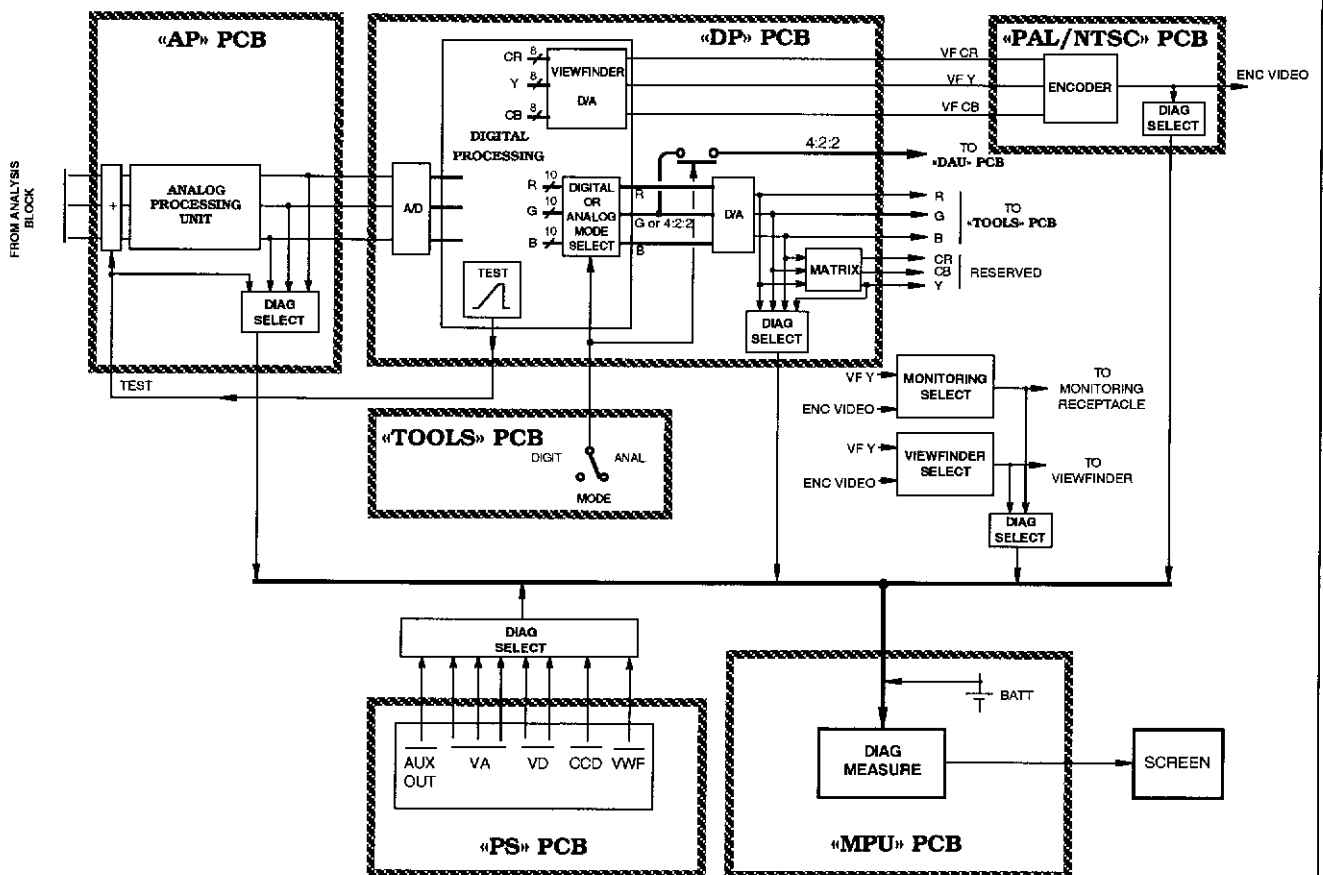 «AP» PCB
«DP» PCB
«PAL/NTSC» PCB
CR 8
Y 8
CB 8
VIEWFINDER
D/A
VF CR
VF Y
VF CB
ENCODER
ENC VIDEO
DIAG
SELECT
DIGITAL
PROCESSING
4:2:2
TO
«DAU» PCB
FROM ANALYSIS
BLOCK
+
ANALOG
PROCESSING
UNIT
A/D
R 10
G 10
B 10
DIGITAL
OR
ANALOG
MODE
SELECT
R
G or 4:2:2
B
D/A
R
G
B
TO
«TOOLS» PCB
MATRIX
CR
CB
Y
RESERVED
TEST
DIAG
SELECT
DIAG
SELECT
TEST
VF Y
ENC VIDEO
MONITORING
SELECT
TO
MONITORING
RECEPTACLE
«TOOLS» PCB
DIGIT
ANAL
MODE
VF Y
ENC VIDEO
VIEWFINDER
SELECT
TO
VIEWFINDER
DIAG
SELECT
DIAG
SELECT
AUX
OUT
VA
VD
CCD
VWF
«PS» PCB
BATT
DIAG
MEASURE
SCREEN
«MPU» PCB